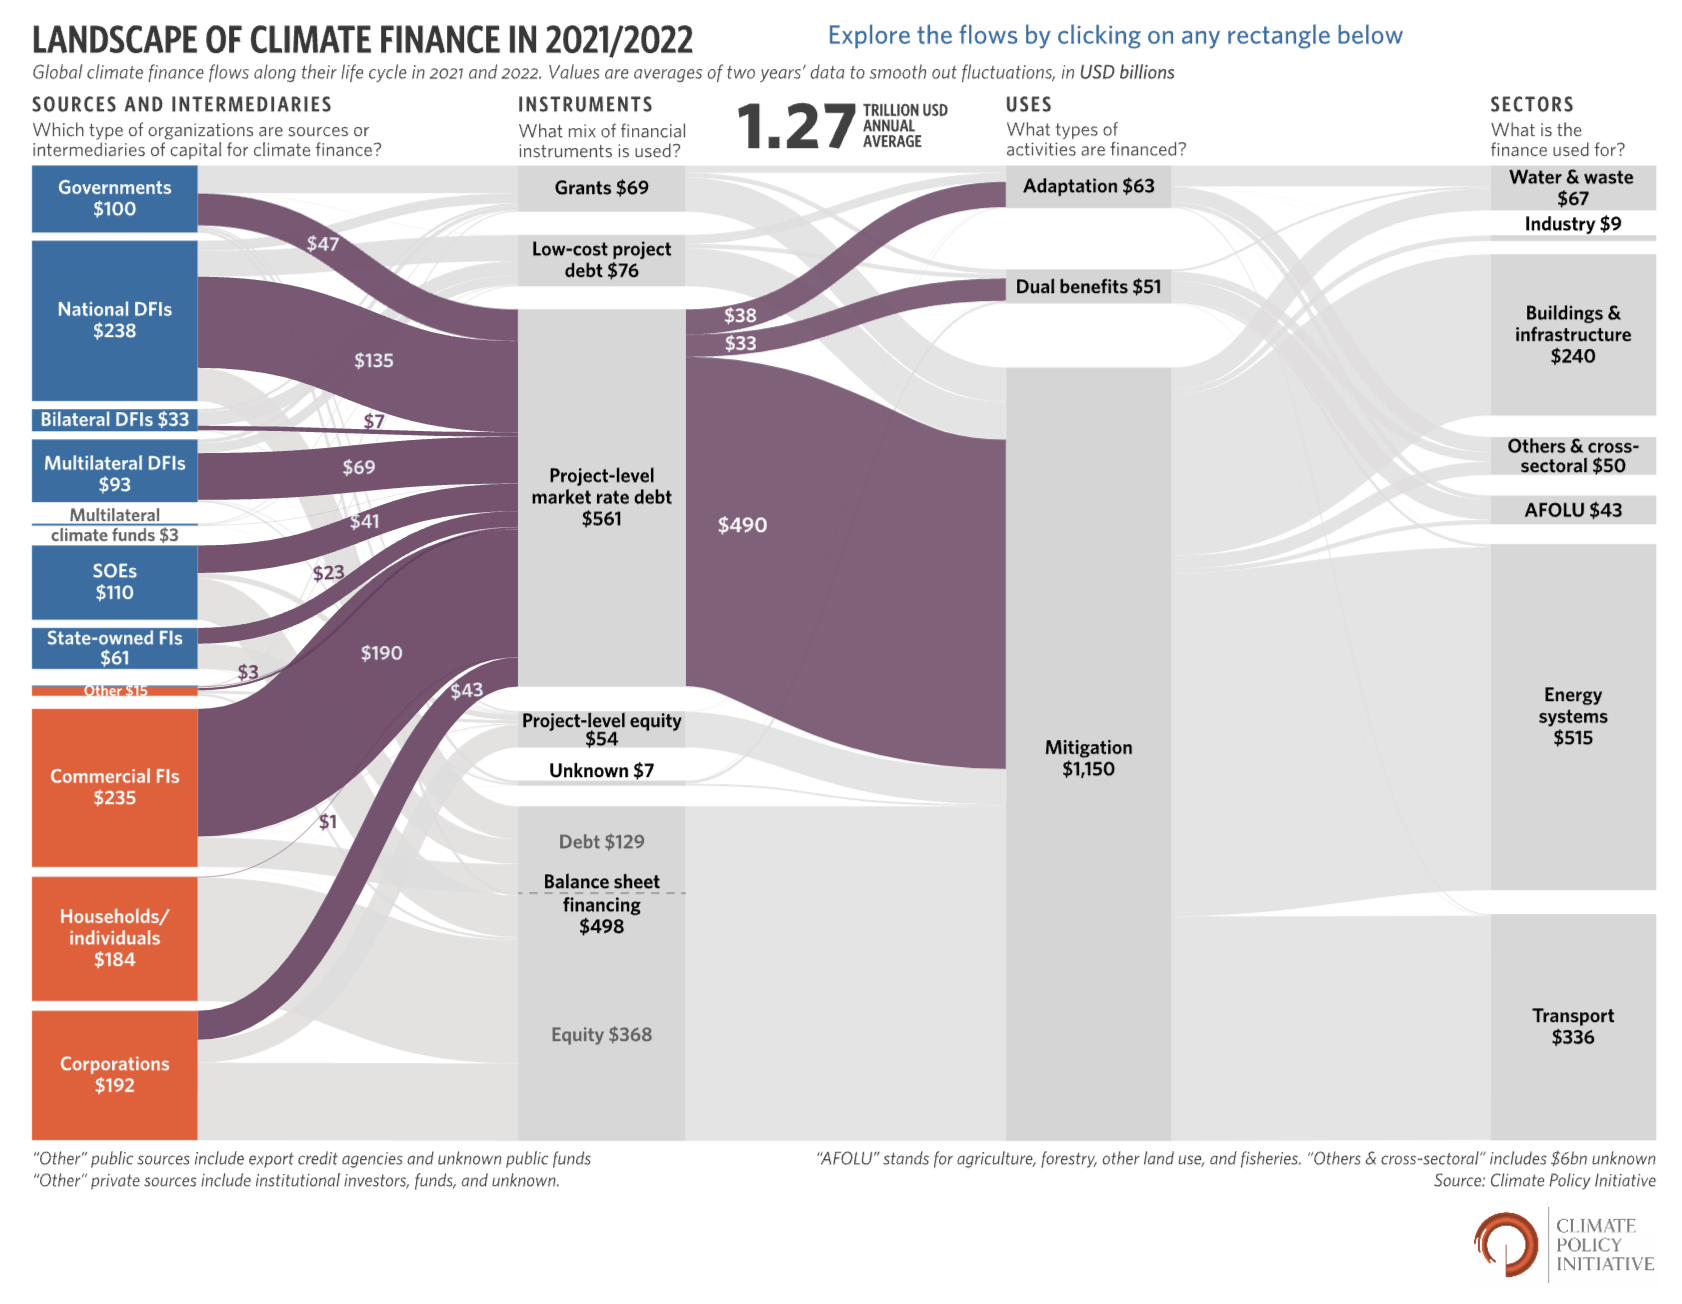 LANDSCAPE OF CLIMATE FINANCE IN 2021/2022
Explore the flows by clicking on any rectangle below
Global climate finance flows along their life cycle in 2021 and 2022. Values are averages of two years' data to smooth out fluctuations, in USD billions
SOURCES AND INTERMEDIARIES
Which type of organizations are sources or
intermediaries of capital for climate finance?
INSTRUMENTS
What mix of financial
instruments is used?
1.27
TRILLION USD
ANNUAL
AVERAGE
USES
What types of
activities are financed?
SECTORS
What is the
finance used for?
Governments
$100
National DFIs
$238
Bilateral DFIs $33
Multilateral DFIs
$93
Multilateral
climate funds $3
SOEs
$110
State-owned FIs
$61
Other $15
Commercial FIs
$235
Households/
individuals
$184
Corporations
$192
$47
$135
$7
$69
$41
$23
$3
$190
$43
$1
Grants $69
Low-cost project
debt $76
Project-level
market rate debt
$561
Project-level equity
$54
Unknown $7
Debt $129
Balance sheet
financing
$498
Equity $368
$38
$33
$490
Adaptation $63
Dual benefits $51
Mitigation
$1,150
Water & waste
$67
Industry $9
Buildings &
infrastructure
$240
Others & cross-
sectoral $50
AFOLU $43
Energy
systems
$515
Transport
$336
"Other" public sources include export credit agencies and unknown public funds
"Other" private sources include institutional investors, funds, and unknown.
"AFOLU" stands for agriculture, forestry, other land use, and fisheries. "Others & cross-sectoral" includes $6bn unknown
Source: Climate Policy Initiative
CLIMATE
POLICY
INITIATIVE